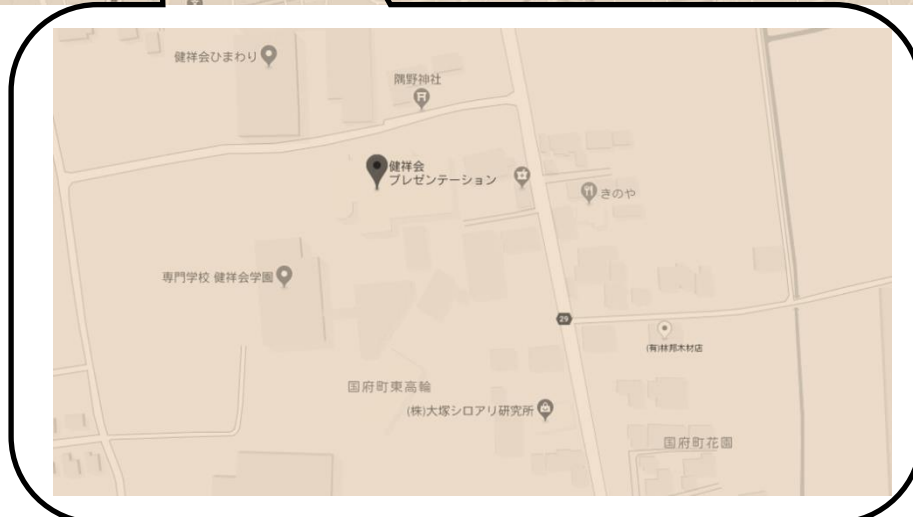 健祥会ひまわり
隅野神社
健祥会
プレゼンテーション
きのや
専門学校 健祥会学園
29
(有)林邦木材店
国府町東高輪
(株)大塚シロアリ研究所
国府町花園